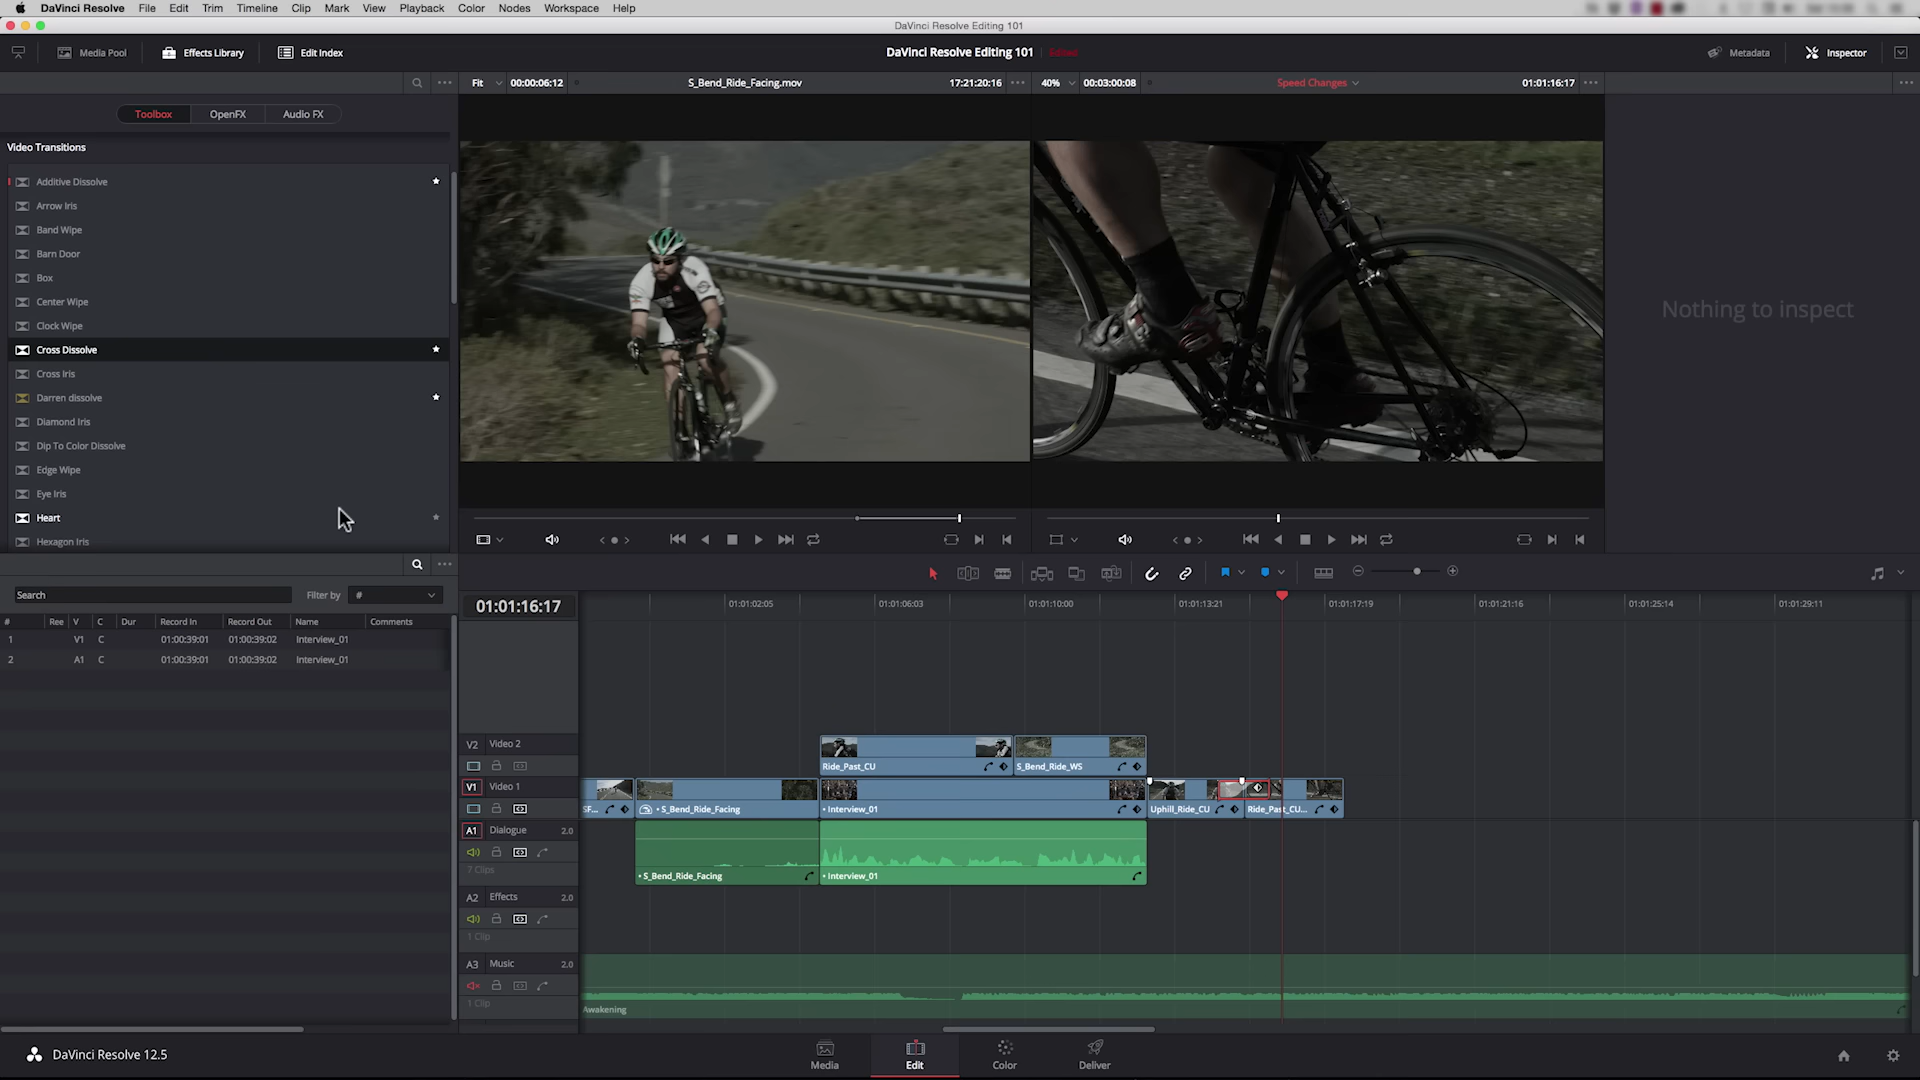 DaVinci Resolve File Edit Trim Timeline Clip Mark View Playback Color Nodes Workspace Help
DaVinci Resolve Editing 101
Media Pool Effects Library Edit Index DaVinci Resolve Editing 101 Edited Metadata Inspector
Fit 00:00:06:12 S_Bend_Ride_Facing.mov 17:21:20:16 40% 00:03:00:08 Speed Changes 01:01:16:17
Toolbox OpenFX Audio FX
Video Transitions
Additive Dissolve
Arrow Iris
Band Wipe
Barn Door
Box
Center Wipe
Clock Wipe
Cross Dissolve
Cross Iris
Darren dissolve
Diamond Iris
Dip To Color Dissolve
Edge Wipe
Eye Iris
Heart
Hexagon Iris
Nothing to inspect
Search Filter by #
# Ree V C Dur Record In Record Out Name Comments
1 V1 C 01:00:39:01 01:00:39:02 Interview_01
2 A1 C 01:00:39:01 01:00:39:02 Interview_01
01:01:16:17 01:01:02:05 01:01:06:03 01:01:10:00 01:01:13:21 01:01:17:19 01:01:21:16 01:01:25:14 01:01:29:11
V2 Video 2
Ride_Past_CU S_Bend_Ride_WS
V1 Video 1
SF... • S_Bend_Ride_Facing • Interview_01 Uphill_Ride_CU Ride_Past_CU...
A1 Dialogue 2.0
7 Clips
• S_Bend_Ride_Facing • Interview_01
A2 Effects
1 Clip
A3 Music 2.0
1 Clip
Awakening
DaVinci Resolve 12.5 Media Edit Color Deliver